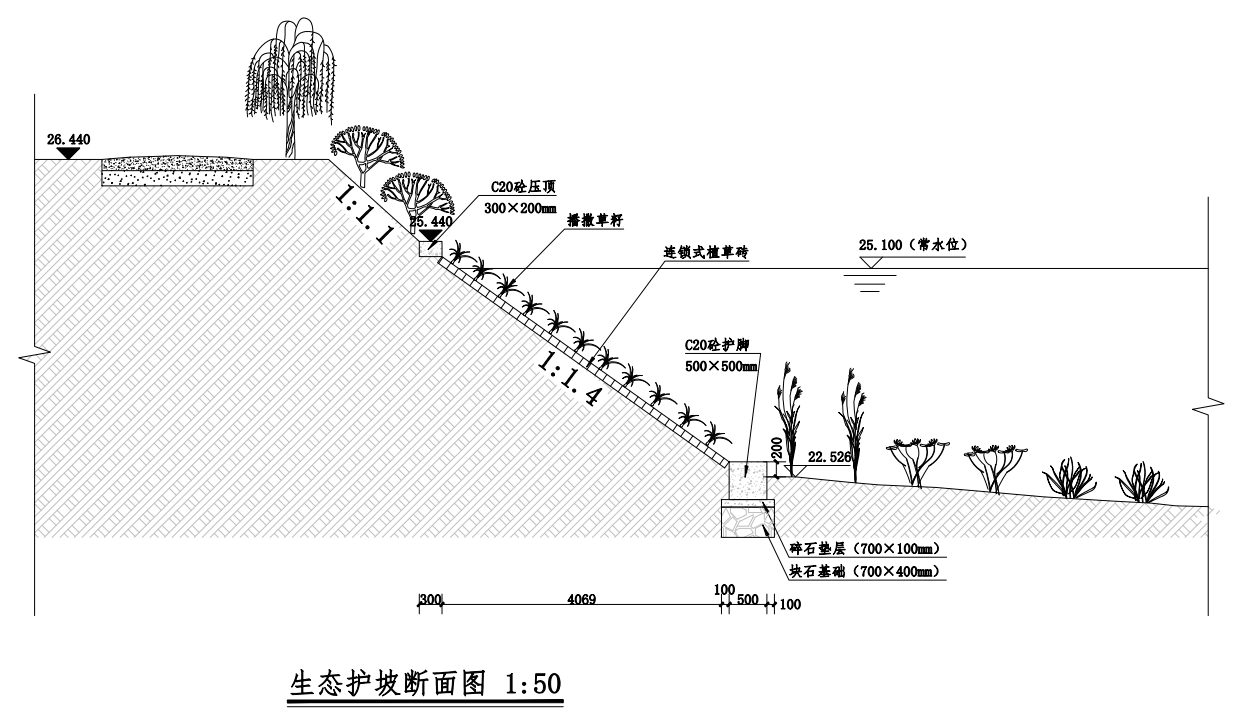 26.440
C20砼压顶
300×200mm
1:1.1
25.440
播撒草籽
连锁式植草砖
25.100(常水位)
C20砼护脚
500×500mm
1:1.4
200
22.526
碎石垫层(700×100mm)
块石基础(700×400mm)
300
4069
100
500
100
生态护坡断面图 1:50